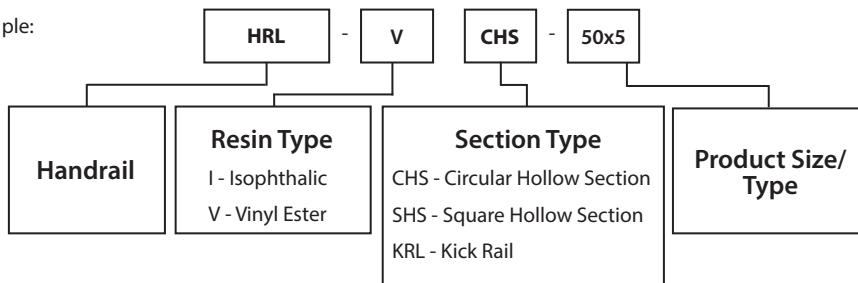 ple:
HRL - V CHS - 50x5
Handrail
Resin Type
I - Isophthalic
V - Vinyl Ester
Section Type
CHS - Circular Hollow Section
SHS - Square Hollow Section
KRL - Kick Rail
Product Size/
Type